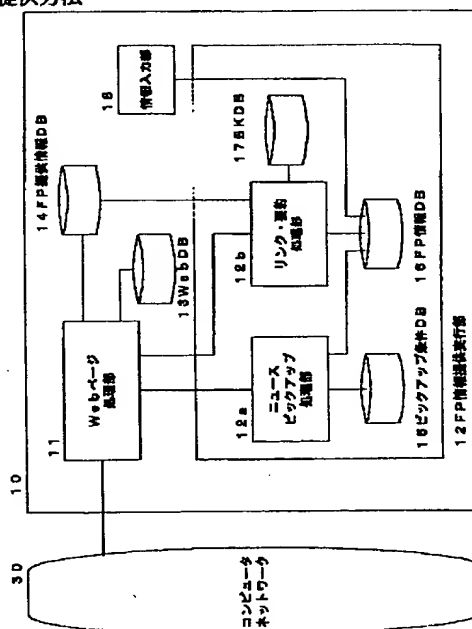 提供方法
30
コンピュータ
ネットワーク
10
11
Webページ
処理部
14FP提供情報DB
13WebDB
18
情報入力部
12a
ニュース
ピックアップ
処理部
12b
リンク・要約
処理部
17BKDB
15ピックアップ条件DB
16FP情報DB
12FP情報提供実行部